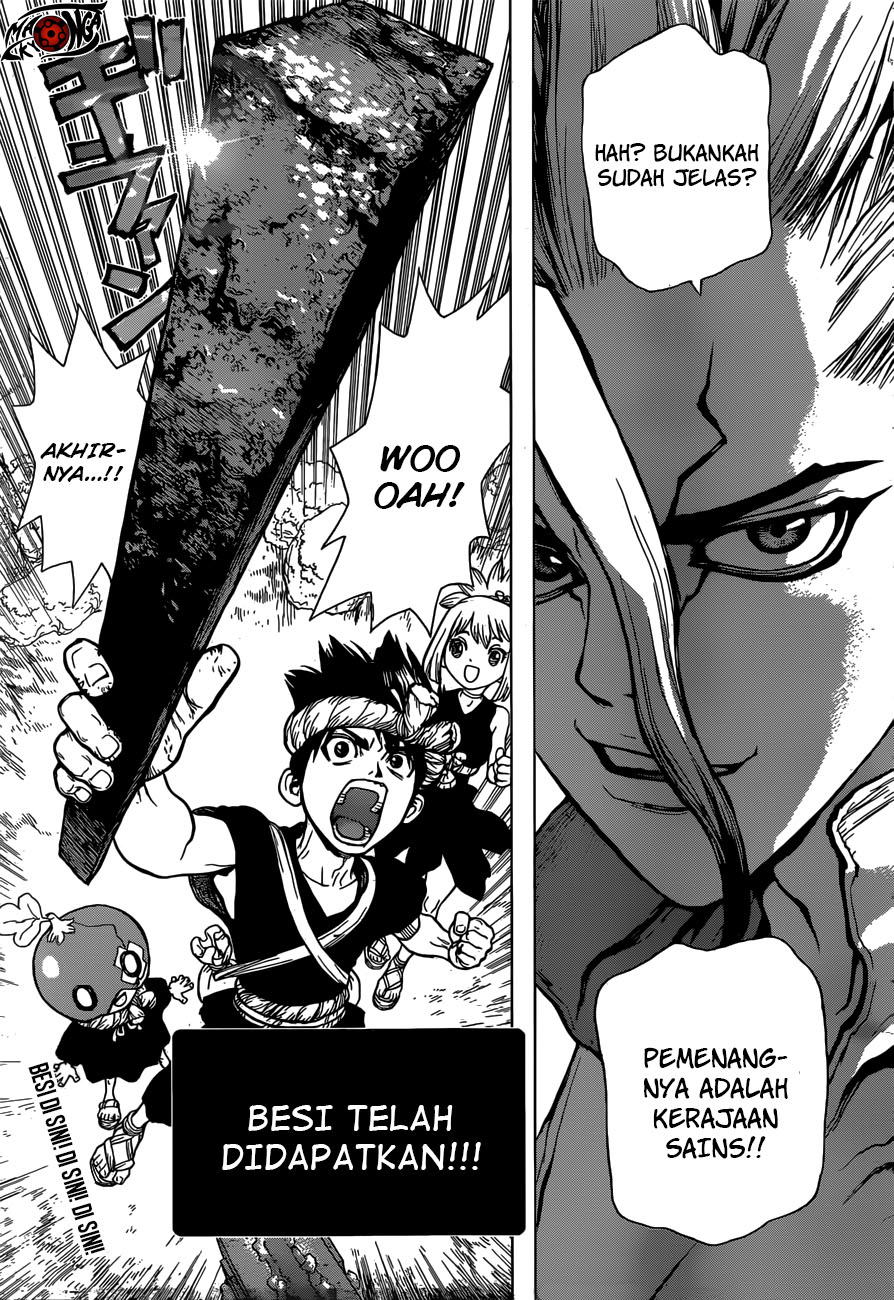 HAH? BUKANKAH
SUDAH JELAS?
PEMENANG-
NYA ADALAH
KERAJAAN
SAINS!!
WOO
OAH!
AKHIR-
NYA...!!
BESI TELAH
DIDAPATKAN!!!
BESI DI SINI! DI SINI! DI SINI!